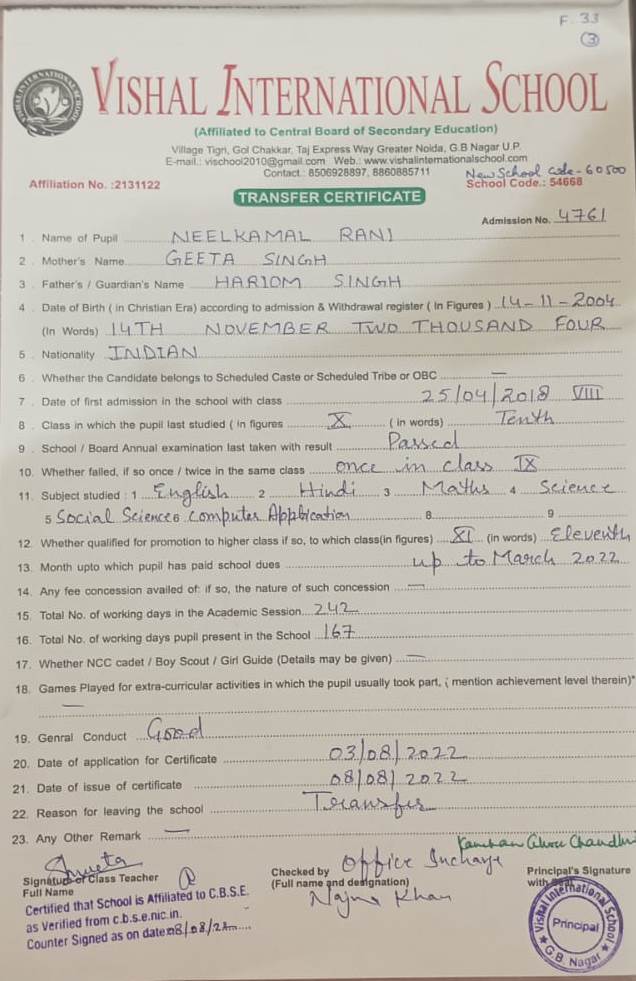 F. 33
3
VISHAL INTERNATIONAL SCHOOL
(Affiliated to Central Board of Secondary Education)
Village Tigri, Gol Chakkar, Taj Express Way Greater Noida, G.B Nagar U.P.
E-mail.: vischool2010@gmail.com Web.: www.vishalinternationalschool.com
Contact.: 8506928897, 8860885711
New School Code-60500
Affiliation No. :2131122 School Code.: 54668
TRANSFER CERTIFICATE
Admission No. 4761
1 . Name of Pupil NEELKAMAL RANI
2 . Mother's Name GEETA SINGH
3 . Father's / Guardian's Name HARIOM SINGH
4 . Date of Birth ( in Christian Era) according to admission & Withdrawal register ( In Figures ) 14-11-2004
(In Words) 14TH NOVEMBER TWO THOUSAND FOUR
5 . Nationality INDIAN
6 . Whether the Candidate belongs to Scheduled Caste or Scheduled Tribe or OBC —
7 . Date of first admission in the school with class 25/04/2018 VIII
8 . Class in which the pupil last studied ( in figures X ( in words) Tenth
9 . School / Board Annual examination last taken with result Passed
10. Whether failed, if so once / twice in the same class once in class IX
11. Subject studied : 1 English 2 Hindi 3 Maths 4 Science
5 Social Science 6 Computer Application 8 9
12. Whether qualified for promotion to higher class if so, to which class(in figures) XI (in words) Eleventh
13. Month upto which pupil has paid school dues up to March 2022
14. Any fee concession availed of: if so, the nature of such concession —
15. Total No. of working days in the Academic Session 242
16. Total No. of working days pupil present in the School 167
17. Whether NCC cadet / Boy Scout / Girl Guide (Details may be given) —
18. Games Played for extra-curricular activities in which the pupil usually took part, ( mention achievement level therein)*
—
19. Genral Conduct Good
20. Date of application for Certificate 03/08/2022
21. Date of issue of certificate 08/08/2022
22. Reason for leaving the school Transfer
23. Any Other Remark —
Shweta
Signature of Class Teacher
Full Name
Checked by Office Incharge
(Full name and designation)
Najma Khan
Principal's Signature
with Seal
Certified that School is Affiliated to C.B.S.E.
as Verified from c.b.s.e.nic.in.
Counter Signed as on date
Vishal International School
Principal
G.B. Nagar